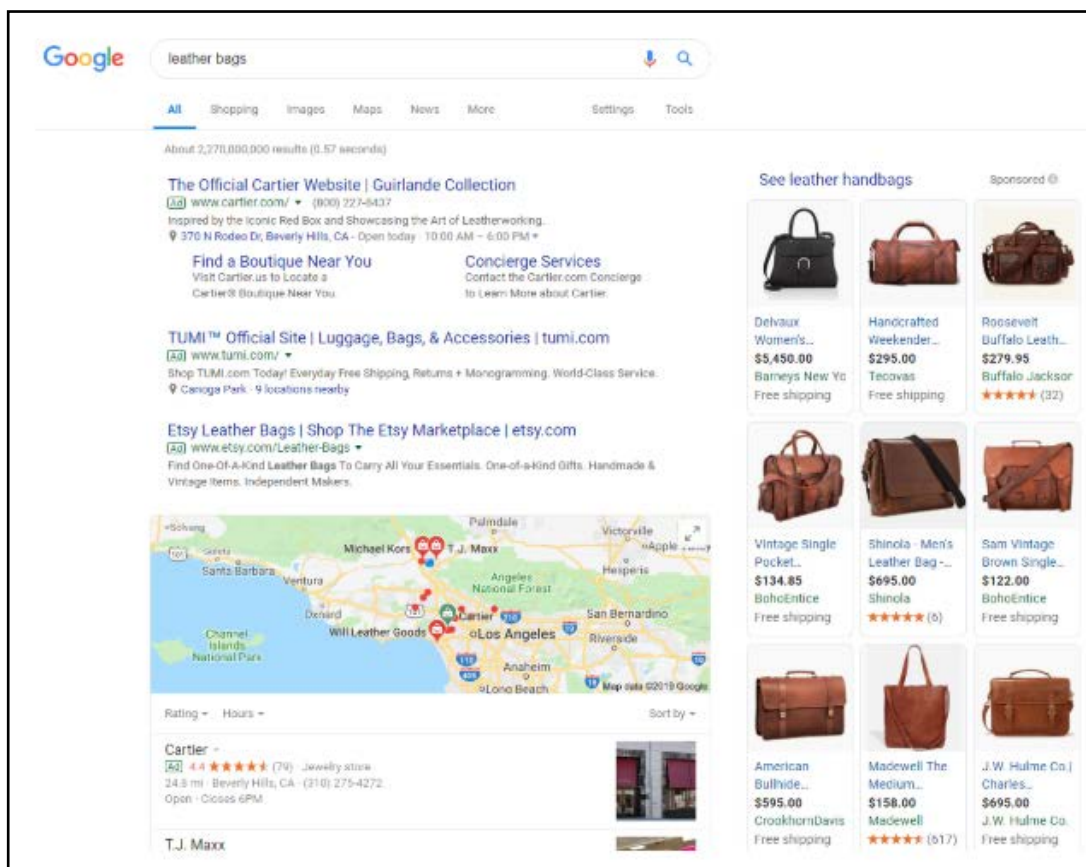 Google
leather bags
All Shopping Images Maps News More Settings Tools
About 2,270,000,000 results (0.57 seconds)
The Official Cartier Website | Guirlande Collection
Ad www.cartier.com/ (800) 227-8437
Inspired by the Iconic Red Box and Showcasing the Art of Leatherworking.
370 N Rodeo Dr, Beverly Hills, CA - Open today · 10:00 AM – 6:00 PM
Find a Boutique Near You
Visit Cartier.us to Locate a
Cartier® Boutique Near You.
Concierge Services
Contact the Cartier.com Concierge
to Learn More about Cartier.
TUMI™ Official Site | Luggage, Bags, & Accessories | tumi.com
Ad www.tumi.com/
Shop TUMI.com Today! Everyday Free Shipping, Returns + Monogramming. World-Class Service.
Canoga Park · 9 locations nearby
Etsy Leather Bags | Shop The Etsy Marketplace | etsy.com
Ad www.etsy.com/Leather-Bags
Find One-Of-A-Kind Leather Bags To Carry All Your Essentials. One-of-a-Kind Gifts. Handmade &
Vintage Items. Independent Makers.
Solvang
Palmdale
Victorville
Apple
101
Goleta
Santa Barbara
Michael Kors
T.J. Maxx
Hesperia
Ventura
Angeles
National Forest
Oxnard
101
Cartier
210
San Bernardino
Will Leather Goods
Los Angeles
Riverside
Channel
Islands
National Park
110
405
Anaheim
10
Long Beach
Map data ©2019 Google
Rating Hours Sort by
Cartier
Ad 4.4 (79) · Jewelry store
24.8 mi · Beverly Hills, CA · (310) 275-4272
Open · Closes 6PM
T.J. Maxx
See leather handbags
Sponsored
Delvaux
Women's...
$5,450.00
Barneys New Yo
Free shipping
Handcrafted
Weekender...
$295.00
Tecovas
Free shipping
Roosevelt
Buffalo Leath...
$279.95
Buffalo Jackson
(32)
Vintage Single
Pocket...
$134.85
BohoEntice
Free shipping
Shinola - Men's
Leather Bag -...
$695.00
Shinola
(6)
Sam Vintage
Brown Single...
$122.00
BohoEntice
Free shipping
American
Bullhide...
$595.00
CrookhornDavis
Free shipping
Madewell The
Medium...
$158.00
Madewell
(617)
J.W. Hulme Co.|
Charles...
$695.00
J.W. Hulme Co.
Free shipping